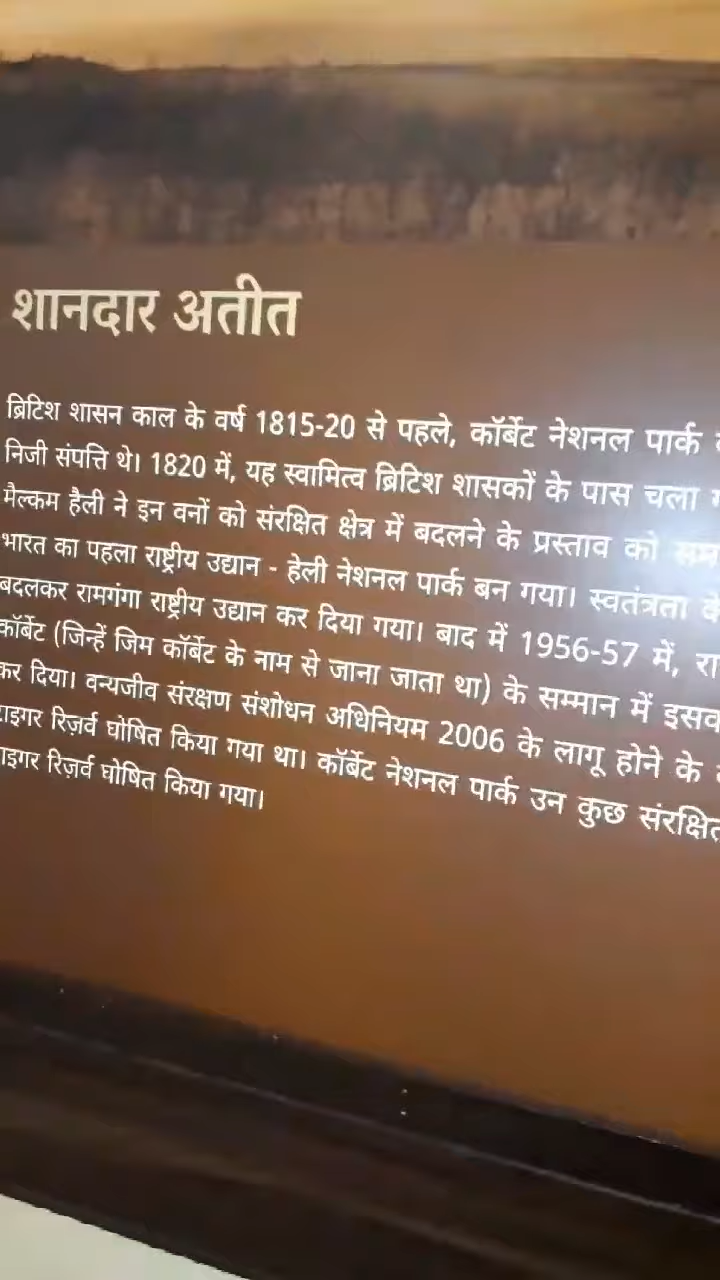 शानदार अतीत
ब्रिटिश शासन काल के वर्ष 1815-20 से पहले, कॉर्बेट नेशनल पार्क
निजी संपत्ति थे। 1820 में, यह स्वामित्व ब्रिटिश शासकों के पास चला
मैल्कम हैली ने इन वनों को संरक्षित क्षेत्र में बदलने के प्रस्ताव को
भारत का पहला राष्ट्रीय उद्यान - हेली नेशनल पार्क बन गया। स्वतंत्रता
बदलकर रामगंगा राष्ट्रीय उद्यान कर दिया गया। बाद में 1956-57 में,
कॉर्बेट (जिन्हें जिम कॉर्बेट के नाम से जाना जाता था) के सम्मान में
कर दिया। वन्यजीव संरक्षण संशोधन अधिनियम 2006 के लागू होने के
टाइगर रिज़र्व घोषित किया गया था। कॉर्बेट नेशनल पार्क उन कुछ संरक्षित
टाइगर रिज़र्व घोषित किया गया।